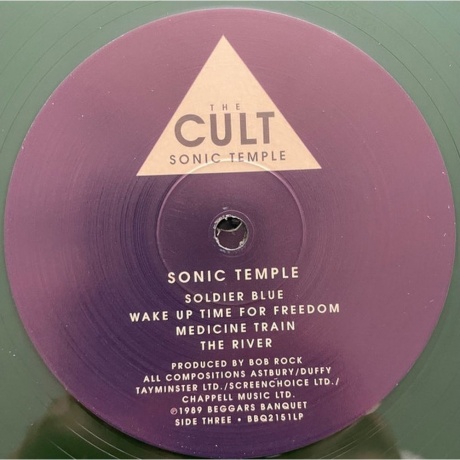 THE
CULT
SONIC TEMPLE
SONIC TEMPLE
SOLDIER BLUE
WAKE UP TIME FOR FREEDOM
MEDICINE TRAIN
THE RIVER
PRODUCED BY BOB ROCK
ALL COMPOSITIONS ASTBURY/DUFFY
TAYMINSTER LTD./SCREENCHOICE LTD./
CHAPPELL MUSIC LTD.
℗1989 BEGGARS BANQUET
SIDE THREE • BBQ2151LP